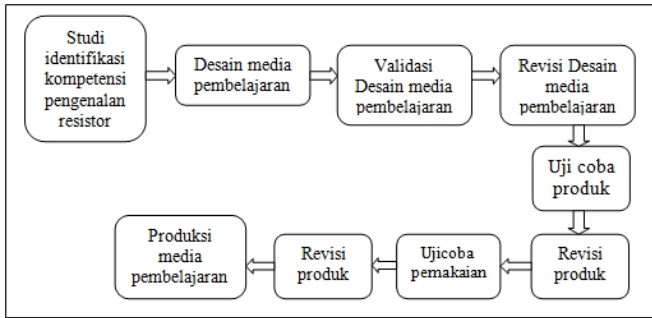 Studi
identifikasi
kompetensi
pengenalan
resistor
Desain media
pembelajaran
Validasi
Desain media
pembelajaran
Revisi Desain
media
pembelajaran
Uji coba
produk
Revisi
produk
Ujicoba
pemakaian
Revisi
produk
Produksi
media
pembelajaran